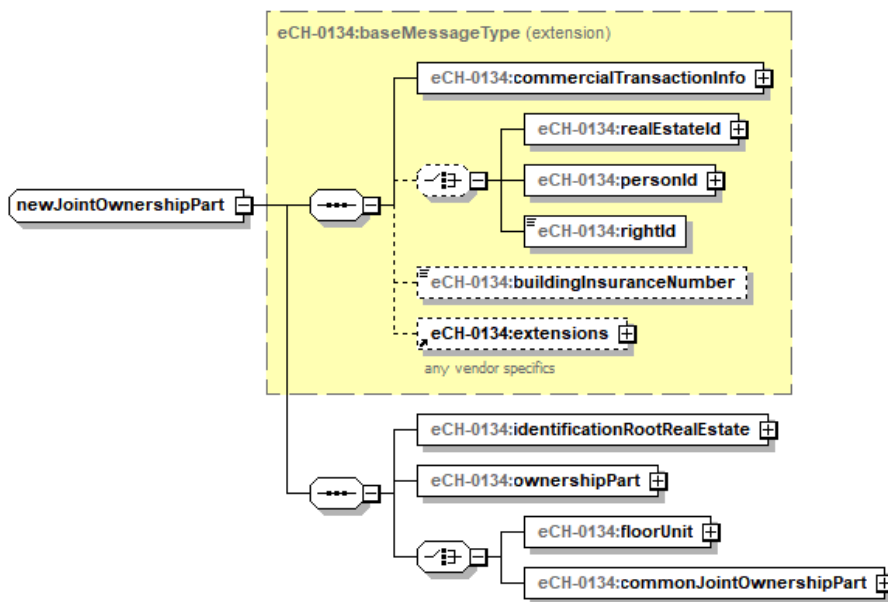 eCH-0134:baseMessageType (extension)
eCH-0134:commercialTransactionInfo
eCH-0134:realEstateId
eCH-0134:personId
newJointOwnershipPart
eCH-0134:rightId
eCH-0134:buildingInsuranceNumber
eCH-0134:extensions
any vendor specifics
eCH-0134:identificationRootRealEstate
eCH-0134:ownershipPart
eCH-0134:floorUnit
eCH-0134:commonJointOwnershipPart